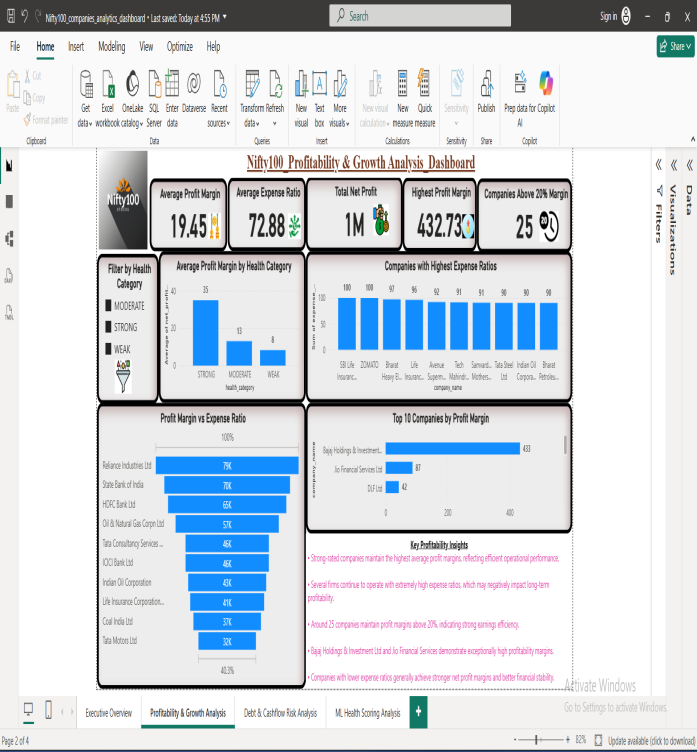 Nifty100_companies_analytics_dashboard • Last saved: Today at 4:55 PM
Search
Sign in
File Home Insert Modeling View Optimize Help
Share
Paste
Cut
Copy
Format painter
Get data
Excel workbook
OneLake catalog
SQL Server
Enter data
Dataverse
Recent sources
Transform data
Refresh
New visual
Text box
More visuals
New visual calculation
New measure
Quick measure
Sensitivity
Publish
Prep data for AI
Copilot
Clipboard Data Queries Insert Calculations Sensitivity Share Copilot
Nifty100 Profitability & Growth Analysis Dashboard
Nifty100
Average Profit Margin
19.45
Average Expense Ratio
72.88
Total Net Profit
1M
Highest Profit Margin
432.73
Companies Above 20% Margin
25
Filter by Health Category
MODERATE
STRONG
WEAK
Average Profit Margin by Health Category
Average of net_profit...
40
20
0
35
13
8
STRONG MODERATE WEAK
health_category
Companies with Highest Expense Ratios
Sum of expense_...
100
50
0
100 100 97 96 92 91 91 90 90 90
SBI Life Insuranc...
ZOMATO
Bharat Heavy El...
Life Insuranc...
Avenue Superm...
Tech Mahindr...
Samvard... Mothers...
Tata Steel Ltd
Indian Oil Corpora...
Bharat Petroleu...
company_name
Profit Margin vs Expense Ratio
100%
Reliance Industries Ltd 79K
State Bank of India 70K
HDFC Bank Ltd 65K
Oil & Natural Gas Corpn Ltd 57K
Tata Consultancy Services ... 46K
ICICI Bank Ltd 46K
Indian Oil Corporation 43K
Life Insurance Corporation... 41K
Coal India Ltd 37K
Tata Motors Ltd 32K
40.3%
Top 10 Companies by Profit Margin
company_name
Bajaj Holdings & Investment... 433
Jio Financial Services Ltd 87
DLF Ltd 42
0 200 400
Key Profitability Insights
• Strong-rated companies maintain the highest average profit margins, reflecting efficient operational performance.
• Several firms continue to operate with extremely high expense ratios, which may negatively impact long-term
profitability.
• Around 25 companies maintain profit margins above 20%, indicating strong earnings efficiency.
• Bajaj Holdings & Investment Ltd and Jio Financial Services demonstrate exceptionally high profitability margins.
• Companies with lower expense ratios generally achieve stronger net profit margins and better financial stability.
Filters
Visualizations
Data
Activate Windows
Go to Settings to activate Windows.
Executive Overview Profitability & Growth Analysis Debt & Cashflow Risk Analysis ML Health Scoring Analysis
Page 2 of 4
82%
Update available (click to download)